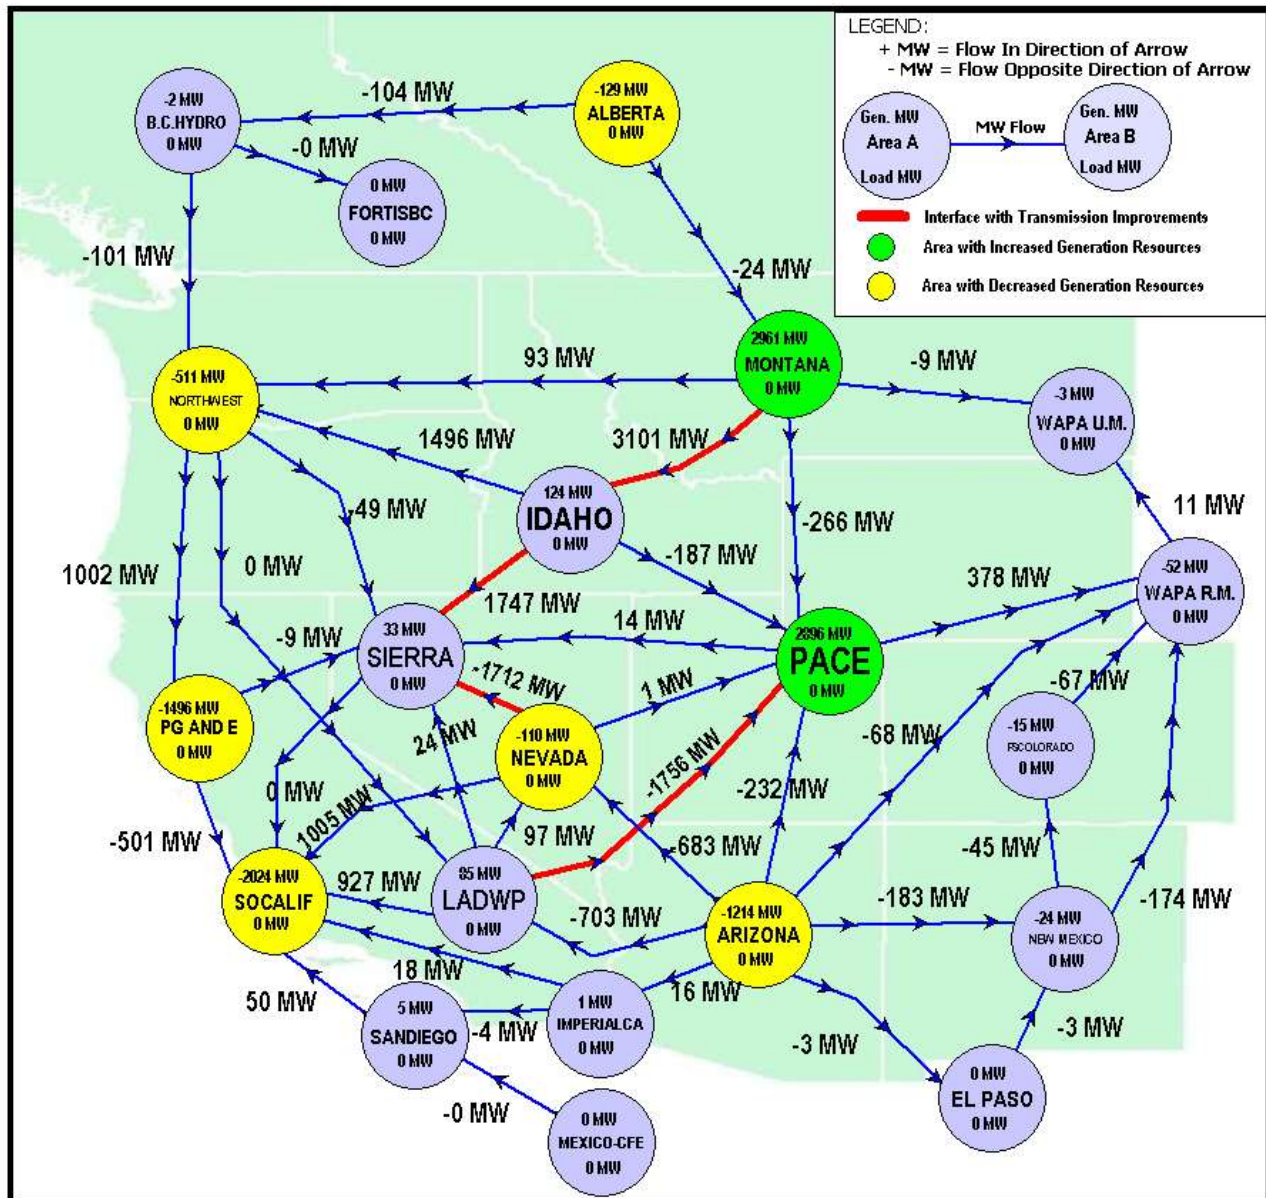 LEGEND:
+ MW = Flow In Direction of Arrow
- MW = Flow Opposite Direction of Arrow
Gen. MW
Area A
Load MW
MW Flow
Gen. MW
Area B
Load MW
Interface with Transmission Improvements
Area with Increased Generation Resources
Area with Decreased Generation Resources
-2 MW
B.C.HYDRO
0 MW
-104 MW
-129 MW
ALBERTA
0 MW
-0 MW
0 MW
FORTISBC
0 MW
-101 MW
-24 MW
2961 MW
MONTANA
0 MW
93 MW
-9 MW
-511 MW
NORTHWEST
0 MW
-3 MW
WAPA U.M.
0 MW
1496 MW
3101 MW
124 MW
IDAHO
0 MW
-49 MW
-266 MW
11 MW
1002 MW
0 MW
-187 MW
378 MW
-52 MW
WAPA R.M.
0 MW
1747 MW
-9 MW
14 MW
33 MW
SIERRA
0 MW
2896 MW
PACE
0 MW
-1712 MW
1 MW
-67 MW
-1496 MW
PG AND E
0 MW
24 MW
-110 MW
NEVADA
0 MW
-1756 MW
-68 MW
-15 MW
PSCOLORADO
0 MW
0 MW
1005 MW
-232 MW
-501 MW
97 MW
-683 MW
-45 MW
-2024 MW
SOCALIF
0 MW
927 MW
85 MW
LADWP
0 MW
-703 MW
-1214 MW
ARIZONA
0 MW
-183 MW
-24 MW
NEW MEXICO
0 MW
-174 MW
18 MW
16 MW
50 MW
5 MW
SANDIEGO
0 MW
-4 MW
1 MW
IMPERIALCA
0 MW
-3 MW
-3 MW
0 MW
EL PASO
0 MW
-0 MW
0 MW
MEXICO-CFE
0 MW